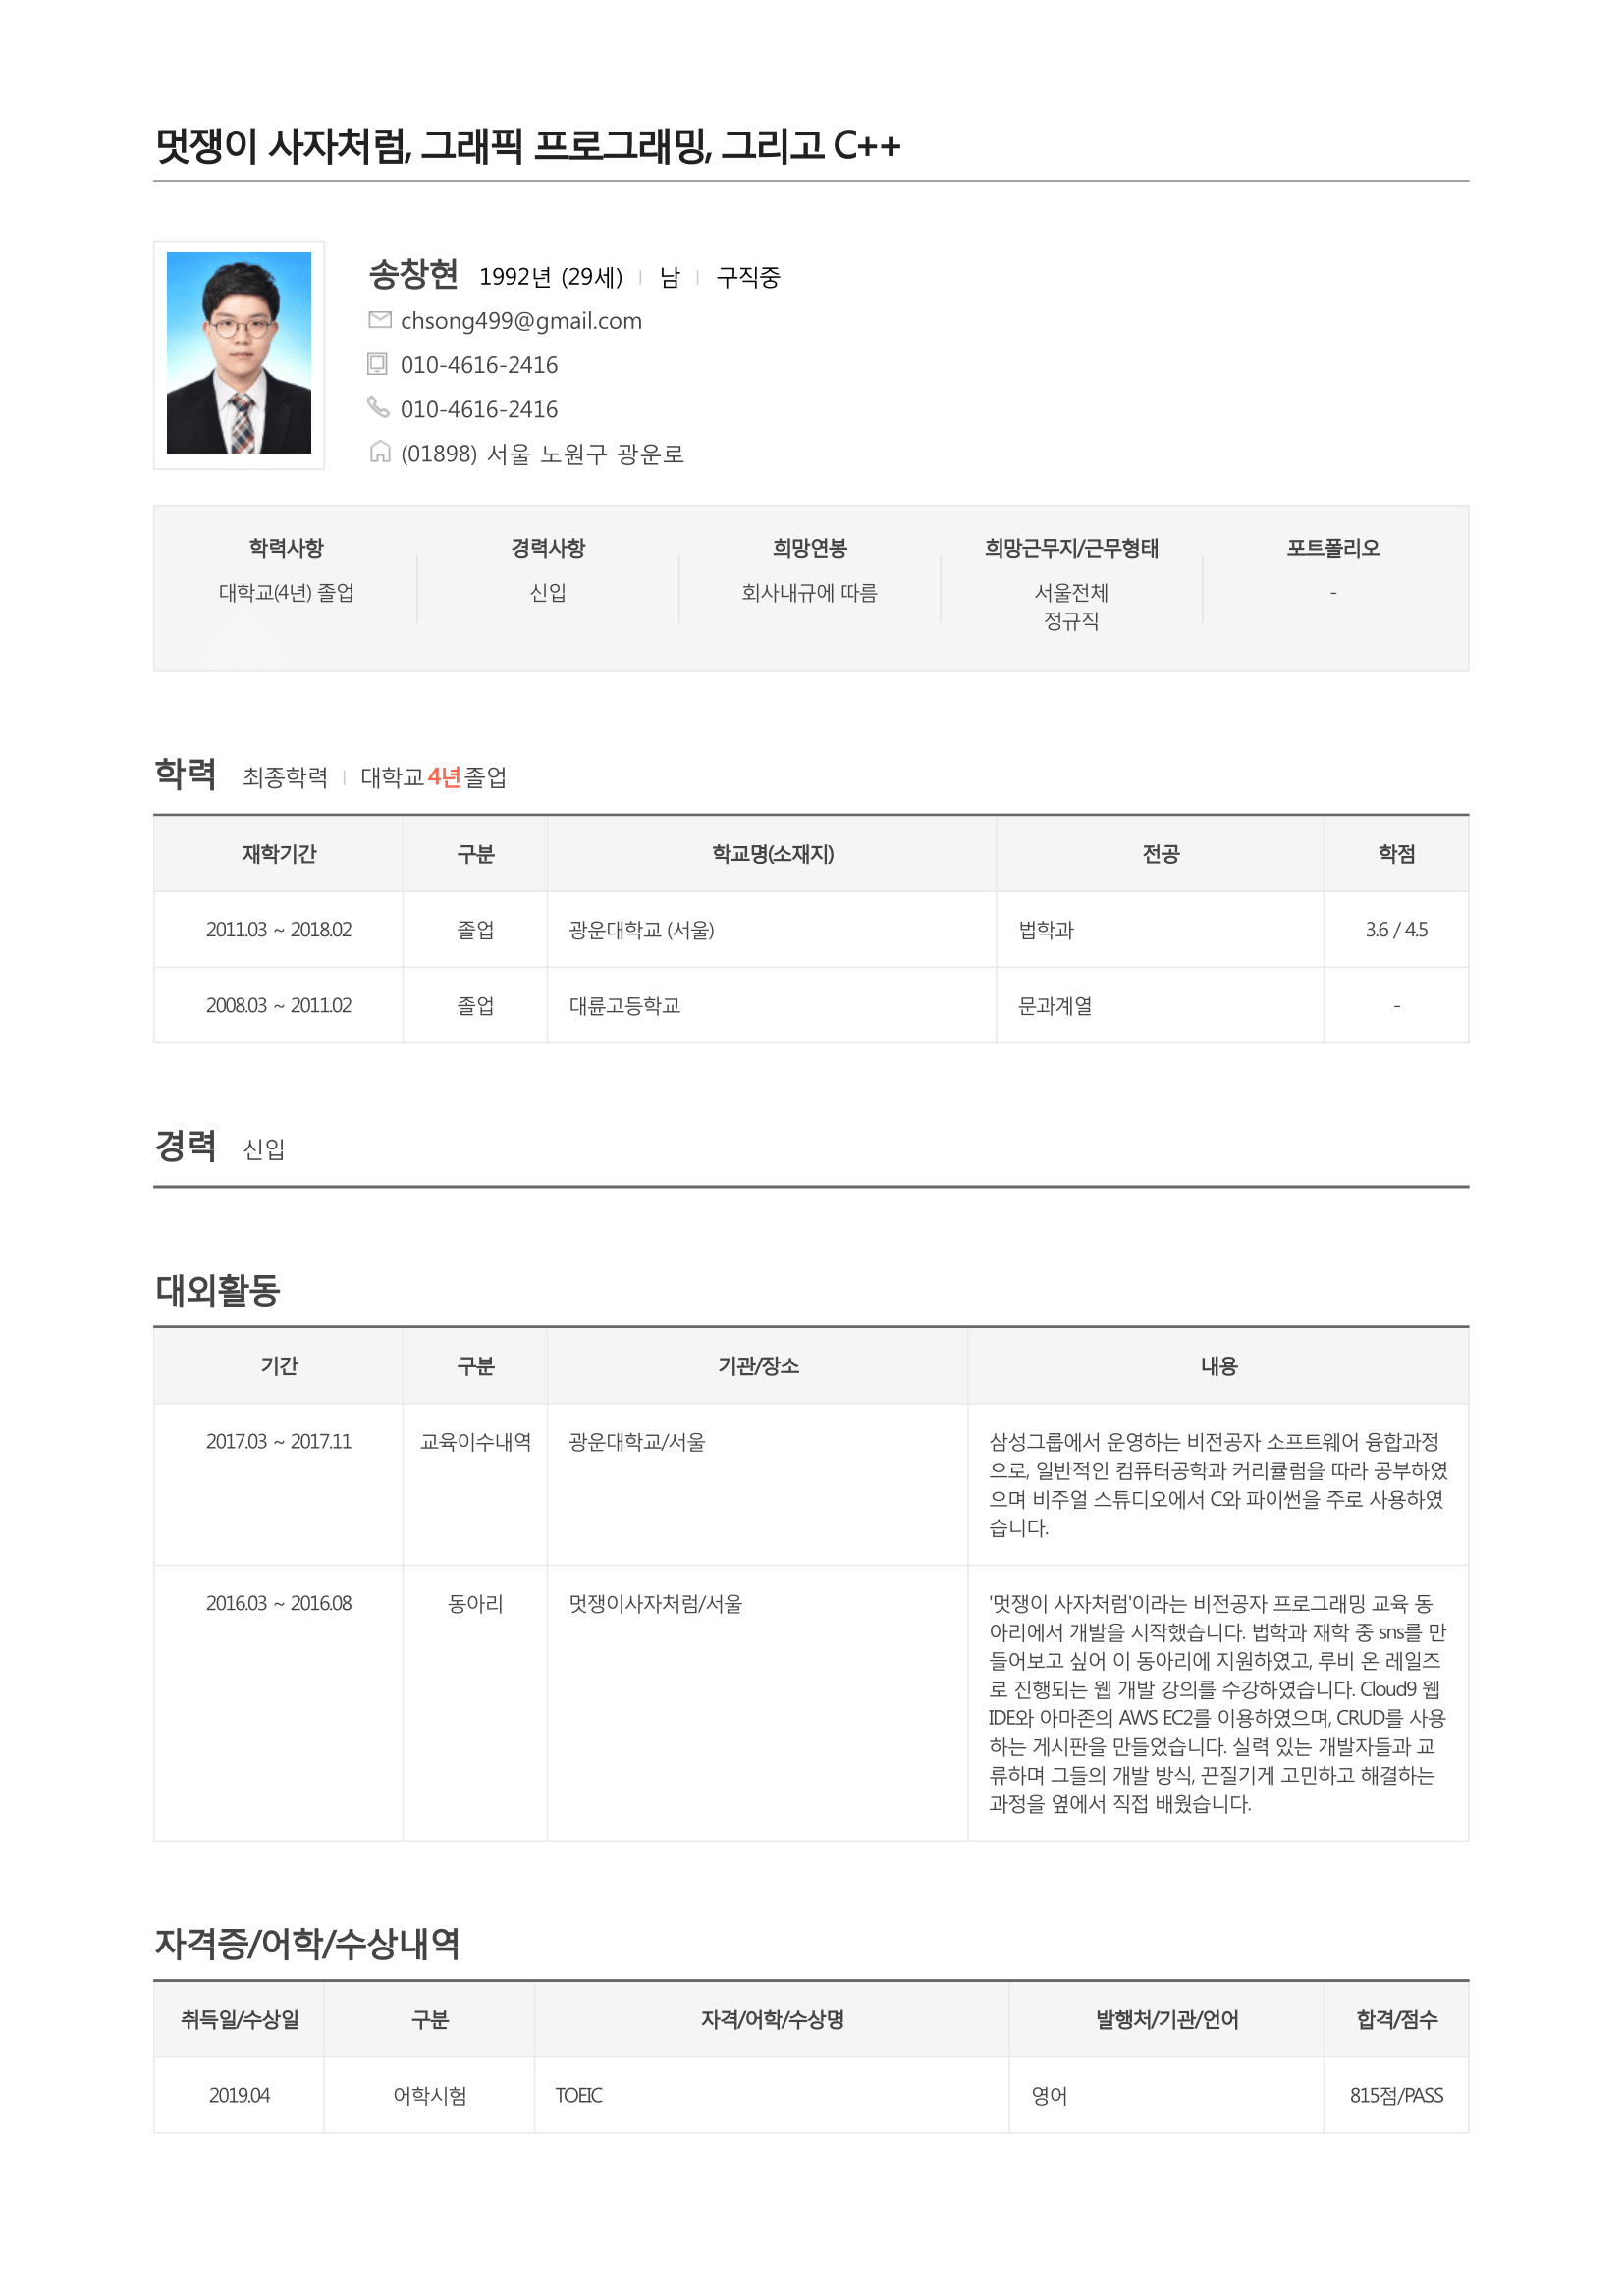 멋쟁이 사자처럼, 그래픽 프로그래밍, 그리고 C++
송창현 1992년 (29세) 남 구직중
chsong499@gmail.com
010-4616-2416
010-4616-2416
(01898) 서울 노원구 광운로
학력사항 경력사항 희망연봉 희망근무지/근무형태 포트폴리오
대학교(4년) 졸업 신입 회사내규에 따름 서울전체 -
정규직
학력 최종학력 대학교 4년 졸업
재학기간 구분 학교명(소재지) 전공 학점
2011.03 ~ 2018.02 졸업 광운대학교 (서울) 법학과 3.6 / 4.5
2008.03 ~ 2011.02 졸업 대륜고등학교 문과계열 -
경력 신입
대외활동
기간 구분 기관/장소 내용
2017.03 ~ 2017.11 교육이수내역 광운대학교/서울 삼성그룹에서 운영하는 비전공자 소프트웨어 융합과정
으로, 일반적인 컴퓨터공학과 커리큘럼을 따라 공부하였
으며 비주얼 스튜디오에서 C와 파이썬을 주로 사용하였
습니다.
2016.03 ~ 2016.08 동아리 멋쟁이사자처럼/서울 '멋쟁이 사자처럼'이라는 비전공자 프로그래밍 교육 동
아리에서 개발을 시작했습니다. 법학과 재학 중 sns를 만
들어보고 싶어 이 동아리에 지원하였고, 루비 온 레일즈
로 진행되는 웹 개발 강의를 수강하였습니다. Cloud9 웹
IDE와 아마존의 AWS EC2를 이용하였으며, CRUD를 사용
하는 게시판을 만들었습니다. 실력 있는 개발자들과 교
류하며 그들의 개발 방식, 끈질기게 고민하고 해결하는
과정을 옆에서 직접 배웠습니다.
자격증/어학/수상내역
취득일/수상일 구분 자격/어학/수상명 발행처/기관/언어 합격/점수
2019.04 어학시험 TOEIC 영어 815점/PASS